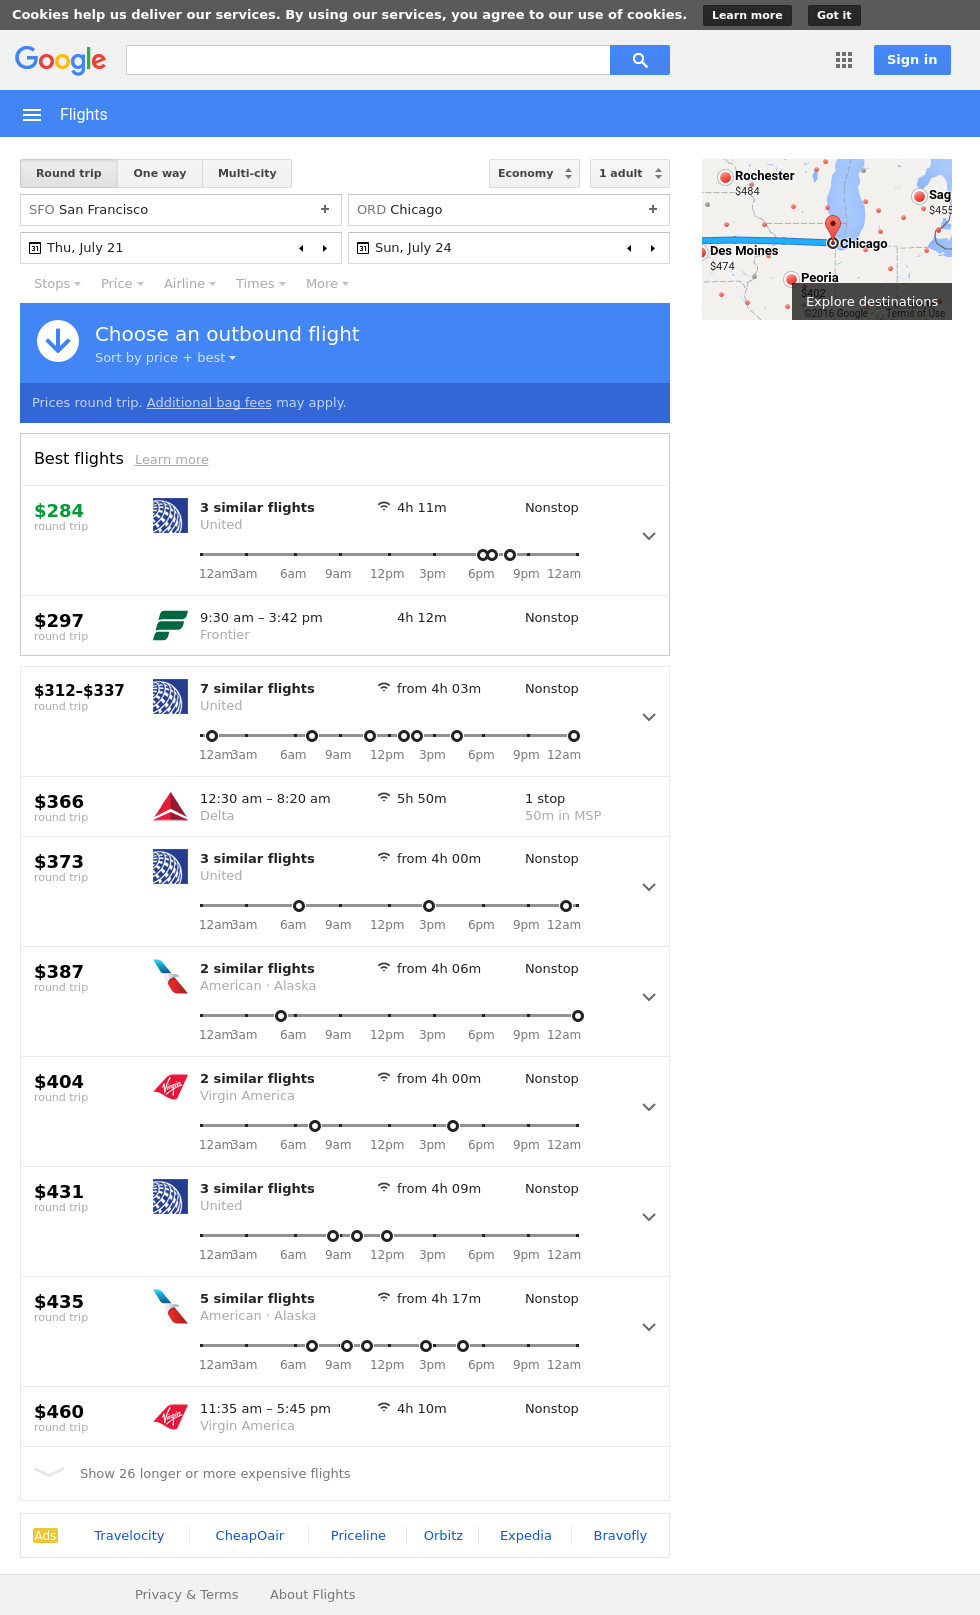 Cookies help us deliver our services. By using our services, you agree to our use of cookies. Learn more Got it
Google Sign in
Flights
Round trip One way Multi-city Economy 1 adult
SFO San Francisco + ORD Chicago +
31 Thu, July 21 31 Sun, July 24
Stops Price Airline Times More
Rochester
$484
Sag
$455
Chicago
Des Moines
$474
Peoria
$402
Explore destinations
©2016 Google - Terms of Use
Choose an outbound flight
Sort by price + best
Prices round trip. Additional bag fees may apply.
Best flights Learn more
$284 3 similar flights 4h 11m Nonstop
round trip United
12am 3am 6am 9am 12pm 3pm 6pm 9pm 12am
$297 9:30 am – 3:42 pm 4h 12m Nonstop
round trip Frontier
$312–$337 7 similar flights from 4h 03m Nonstop
round trip United
12am 3am 6am 9am 12pm 3pm 6pm 9pm 12am
$366 12:30 am – 8:20 am 5h 50m 1 stop
round trip Delta 50m in MSP
$373 3 similar flights from 4h 00m Nonstop
round trip United
12am 3am 6am 9am 12pm 3pm 6pm 9pm 12am
$387 2 similar flights from 4h 06m Nonstop
round trip American · Alaska
12am 3am 6am 9am 12pm 3pm 6pm 9pm 12am
$404 2 similar flights from 4h 00m Nonstop
round trip Virgin Virgin America
12am 3am 6am 9am 12pm 3pm 6pm 9pm 12am
$431 3 similar flights from 4h 09m Nonstop
round trip United
12am 3am 6am 9am 12pm 3pm 6pm 9pm 12am
$435 5 similar flights from 4h 17m Nonstop
round trip American · Alaska
12am 3am 6am 9am 12pm 3pm 6pm 9pm 12am
$460 11:35 am – 5:45 pm 4h 10m Nonstop
round trip Virgin Virgin America
Show 26 longer or more expensive flights
Ads Travelocity CheapOair Priceline Orbitz Expedia Bravofly
Privacy & Terms About Flights